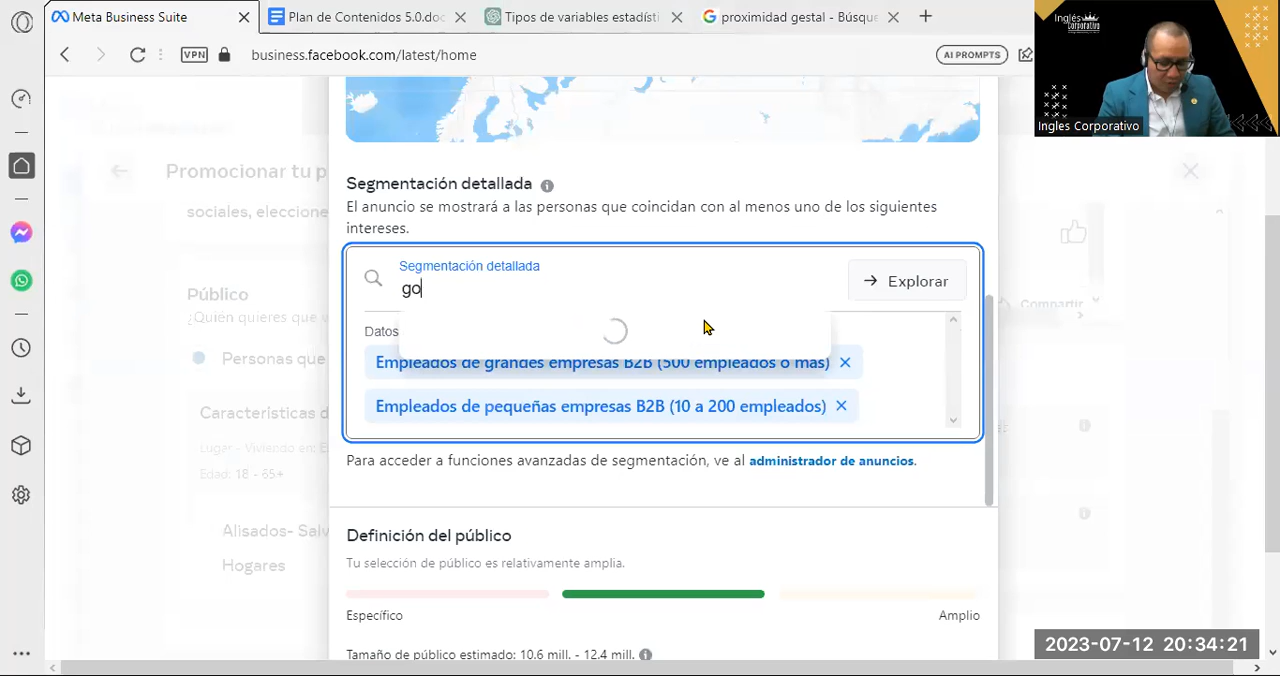 Meta Business Suite
Plan de Contenidos 5.0.doc
Tipos de variables estadísti
proximidad gestal - Búsque
VPN
business.facebook.com/latest/home
AI PROMPTS
Inglés
Corporativo
Ingles Corporativo
Promocionar tu p
sociales, eleccione
Público
¿Quién quieres que v
Personas que
Características d
Lugar - Viviendo en: E
Edad: 18 - 65+
Alisados- Salv
Hogares
Compartir
Segmentación detallada
El anuncio se mostrará a las personas que coincidan con al menos uno de los siguientes
intereses.
Segmentación detallada
go
Explorar
Datos
Empleados de grandes empresas B2B (500 empleados o más)
Empleados de pequeñas empresas B2B (10 a 200 empleados)
Para acceder a funciones avanzadas de segmentación, ve al administrador de anuncios.
Definición del público
Tu selección de público es relativamente amplia.
Específico
Amplio
Tamaño de público estimado: 10.6 mill. - 12.4 mill.
2023-07-12 20:34:21